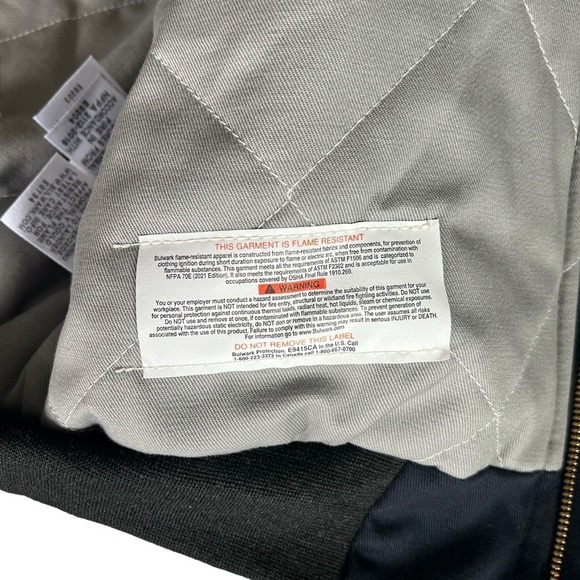 THIS GARMENT IS FLAME RESISTANT
Bulwark flame-resistant apparel is constructed from flame-resistant fabrics and components, for prevention of
clothing ignition during short duration exposure to flame or electric arc, when free from contamination with
flammable substances. This garment meets all the requirements of ASTM F1506 and is categorized to
NFPA 70E (2021 Edition). This garment meets the requirements of ASTM F2302 and is acceptable for use in
occupations covered by OSHA Final Rule 1910.269.
WARNING
You or your employer must conduct a hazard assessment to determine the suitability of this garment for your
workplace. This garment is NOT intended for fire entry, structural or wildland fire fighting activities. Do NOT use
for personal protection against continuous thermal loads, radiant heat, hot liquids, steam or chemical exposures.
Do NOT use or remove at once, if contaminated with flammable substances. To prevent the generation of
potentially hazardous static electricity, do NOT don or remove in a hazardous area. The user assumes all risks
associated with the use of this product. Failure to comply with this warning may result in serious INJURY or DEATH.
For information go to www.Bulwark.com
DO NOT REMOVE THIS LABEL
Bulwark Protection, E9415CA in the U.S. Call
1-800-223-3372 In Canada call 1-800-667-0700